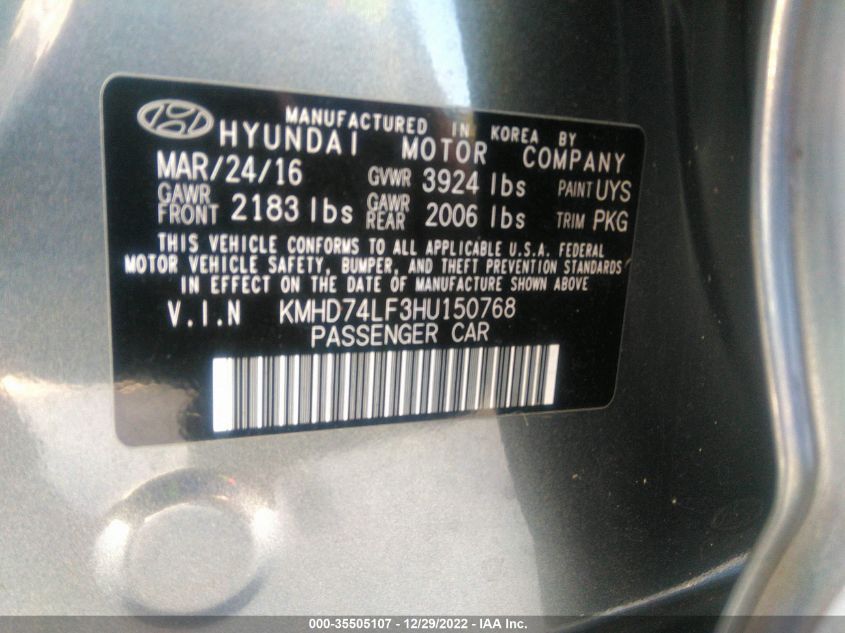 MANUFACTURED IN KOREA BY
HYUNDAI MOTOR COMPANY
MAR/24/16 GVWR 3924 lbs PAINT UYS
GAWR FRONT 2183 lbs GAWR REAR 2006 lbs TRIM PKG
THIS VEHICLE CONFORMS TO ALL APPLICABLE U.S.A. FEDERAL
MOTOR VEHICLE SAFETY, BUMPER, AND THEFT PREVENTION STANDARDS
IN EFFECT ON THE DATE OF MANUFACTURE SHOWN ABOVE
V.I.N KMHD74LF3HU150768
PASSENGER CAR
000-35505107 - 12/29/2022 - IAA Inc.